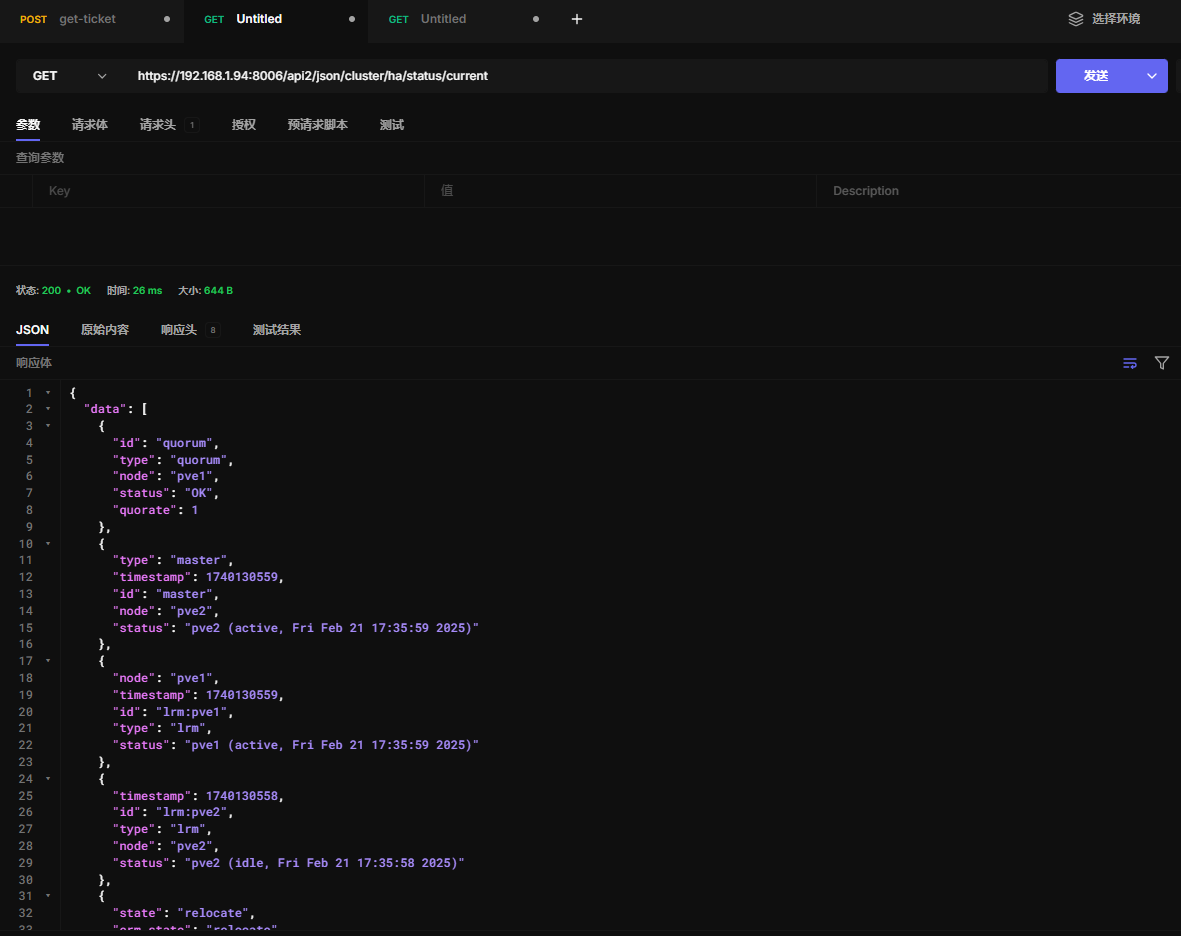 POST get-ticket GET Untitled GET Untitled + 选择环境
GET https://192.168.1.94:8006/api2/json/cluster/ha/status/current 发送
参数 请求体 请求头 1 授权 预请求脚本 测试
查询参数
Key 值 Description
状态: 200 • OK 时间: 26 ms 大小: 644 B
JSON 原始内容 响应头 8 测试结果
响应体
1 {
2 "data": [
3 {
4 "id": "quorum",
5 "type": "quorum",
6 "node": "pve1",
7 "status": "OK",
8 "quorate": 1
9 },
10 {
11 "type": "master",
12 "timestamp": 1740130559,
13 "id": "master",
14 "node": "pve2",
15 "status": "pve2 (active, Fri Feb 21 17:35:59 2025)"
16 },
17 {
18 "node": "pve1",
19 "timestamp": 1740130559,
20 "id": "lrm:pve1",
21 "type": "lrm",
22 "status": "pve1 (active, Fri Feb 21 17:35:59 2025)"
23 },
24 {
25 "timestamp": 1740130558,
26 "id": "lrm:pve2",
27 "type": "lrm",
28 "node": "pve2",
29 "status": "pve2 (idle, Fri Feb 21 17:35:58 2025)"
30 },
31 {
32 "state": "relocate",
33 "crm_state": "relocate"